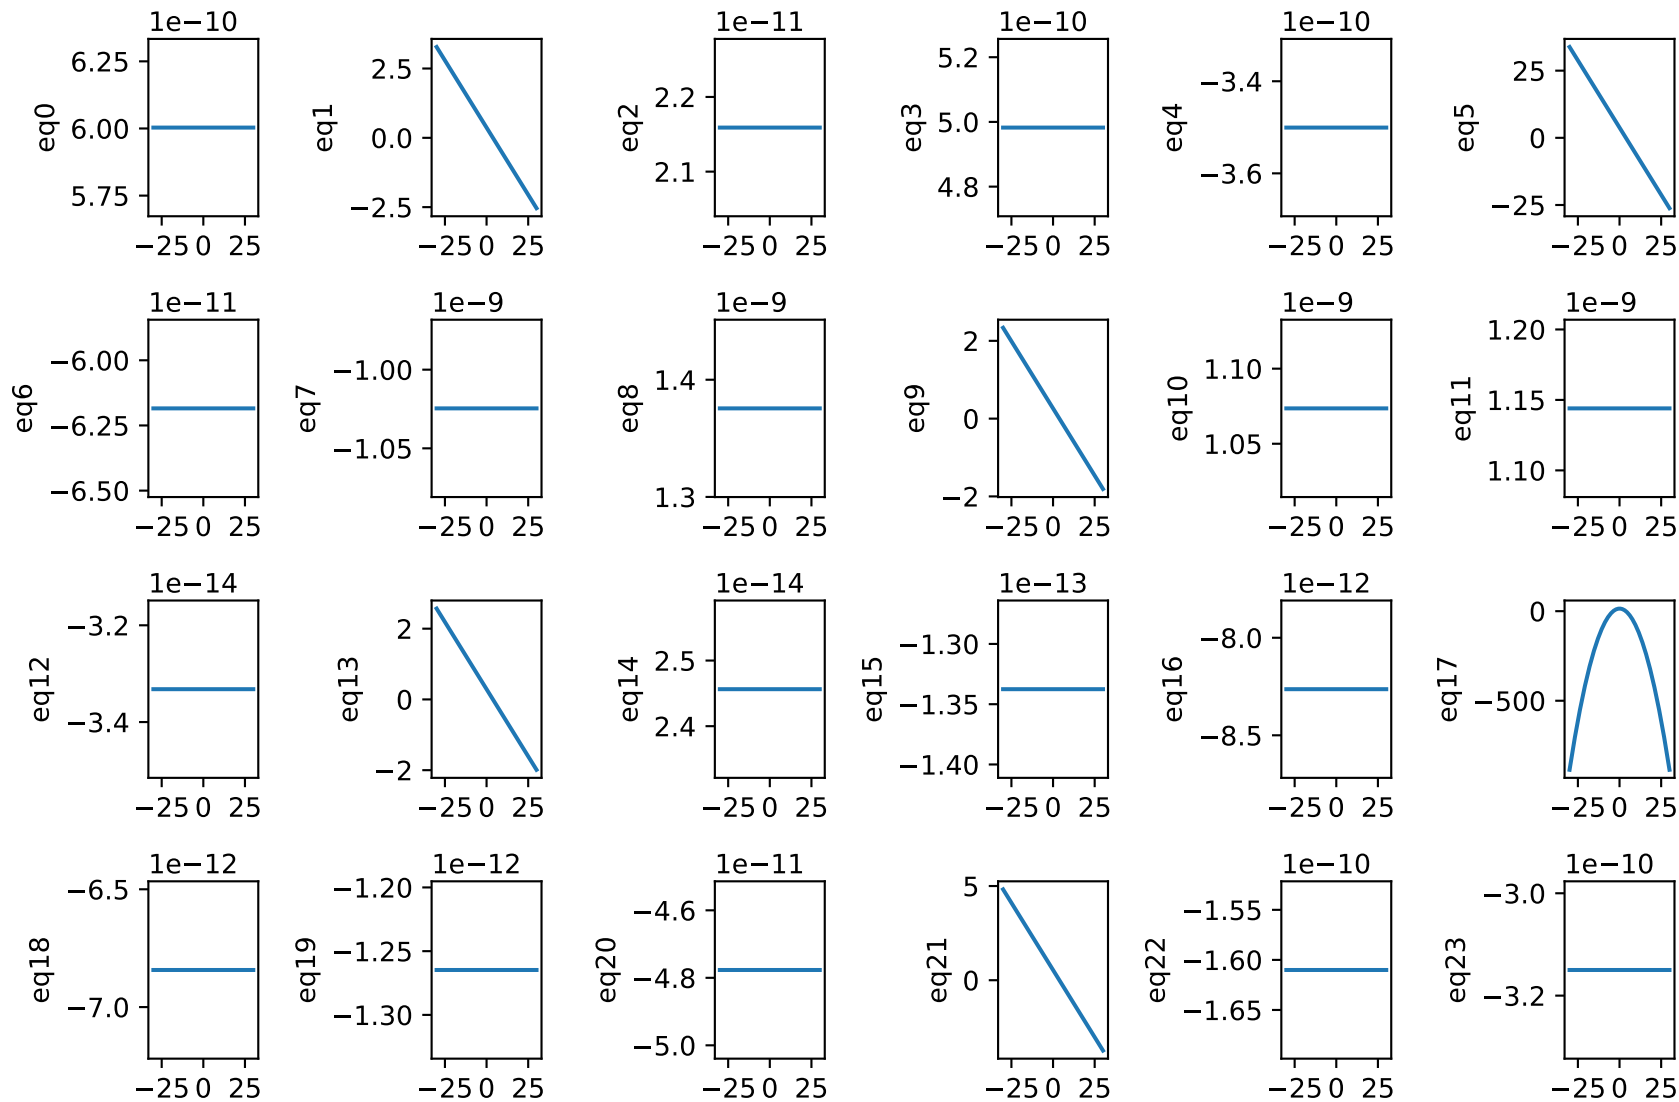 1e−10 1e−11 1e−10 1e−10
eq0 6.25 6.00 5.75
eq1 2.5 0.0 −2.5
eq2 2.2 2.1
eq3 5.2 5.0 4.8
eq4 −3.4 −3.6
eq5 25 0 −25
−25 0 25 −25 0 25 −25 0 25 −25 0 25 −25 0 25 −25 0 25
1e−11 1e−9 1e−9 1e−9 1e−9
eq6 −6.00 −6.25 −6.50
eq7 −1.00 −1.05
eq8 1.4 1.3
eq9 2 0 −2
eq10 1.10 1.05
eq11 1.20 1.15 1.10
−25 0 25 −25 0 25 −25 0 25 −25 0 25 −25 0 25 −25 0 25
1e−14 1e−14 1e−13 1e−12
eq12 −3.2 −3.4
eq13 2 0 −2
eq14 2.5 2.4
eq15 −1.30 −1.35 −1.40
eq16 −8.0 −8.5
eq17 0 −500
−25 0 25 −25 0 25 −25 0 25 −25 0 25 −25 0 25 −25 0 25
1e−12 1e−12 1e−11 1e−10 1e−10
eq18 −6.5 −7.0
eq19 −1.20 −1.25 −1.30
eq20 −4.6 −4.8 −5.0
eq21 5 0
eq22 −1.55 −1.60 −1.65
eq23 −3.0 −3.2
−25 0 25 −25 0 25 −25 0 25 −25 0 25 −25 0 25 −25 0 25